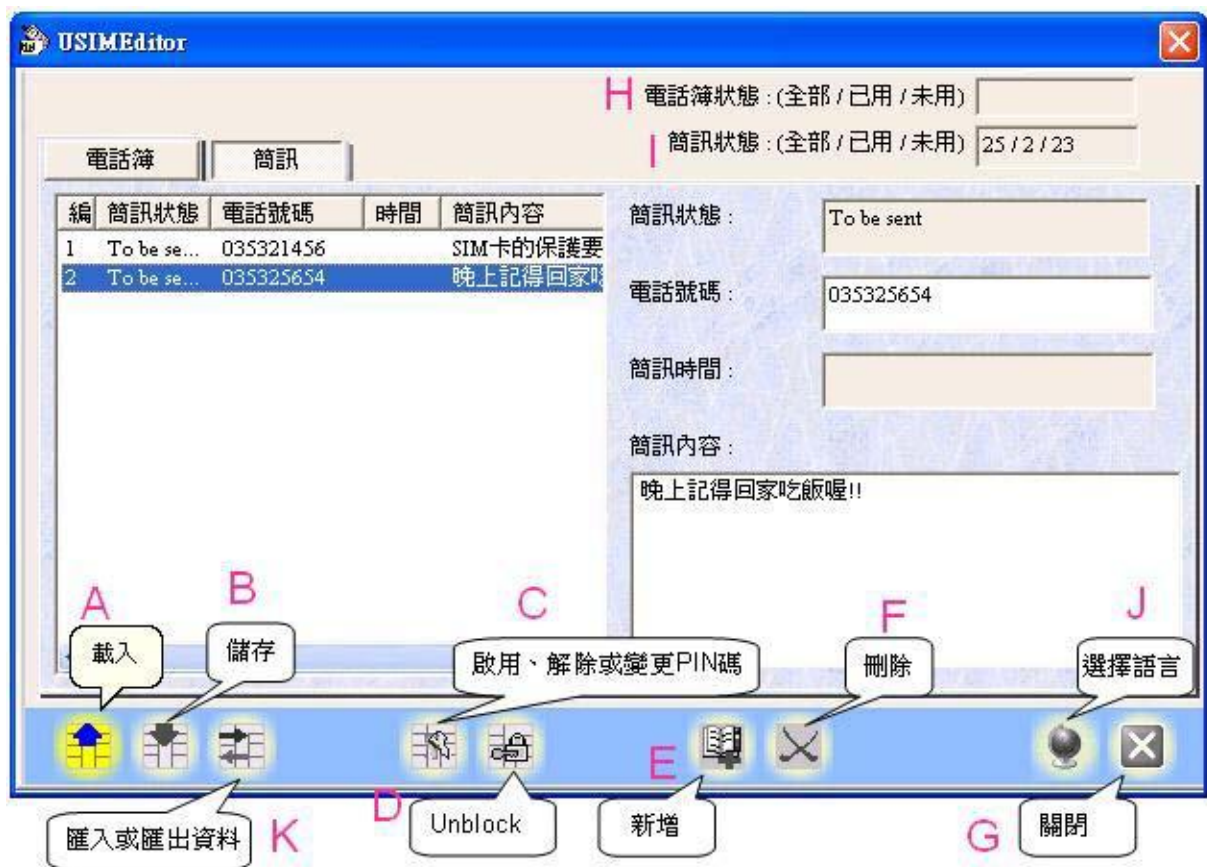 USIMEditor
H 電話簿狀態 : (全部 / 已用 / 未用)
I 簡訊狀態 : (全部 / 已用 / 未用) 25 / 2 / 23
電話簿 簡訊
編 簡訊狀態 電話號碼 時間 簡訊內容
1 To be se... 035321456 SIM卡的保護要
2 To be se... 035325654 晚上記得回家
簡訊狀態 : To be sent
電話號碼 : 035325654
簡訊時間 :
簡訊內容 :
晚上記得回家吃飯喔!!
A B C F J
載入 儲存 啟用、解除或變更PIN碼 刪除 選擇語言
匯入或匯出資料 K D Unblock E 新增 G 關閉